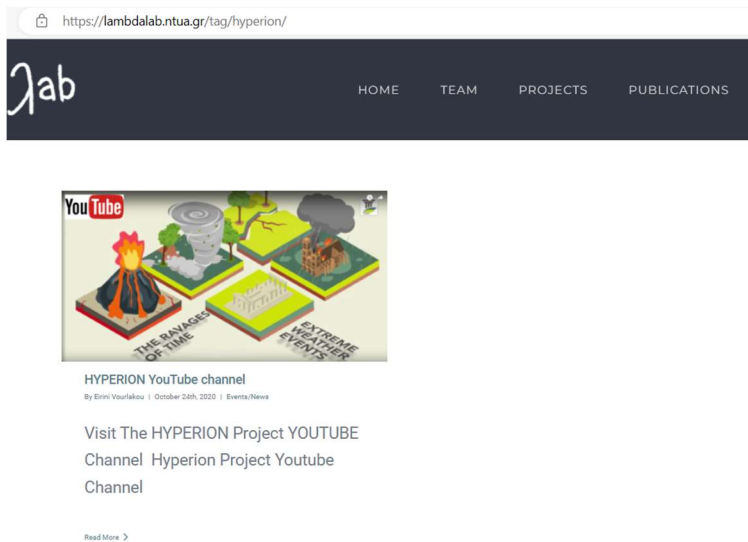 https://lambdalab.ntua.gr/tag/hyperion/
λab
HOME TEAM PROJECTS PUBLICATIONS
YouTube
THE RAVAGES
OF TIME
EXTREME
WEATHER
EVENTS
HYPERION YouTube channel
By Eirini Vourlakou | October 24th, 2020 | Events/News
Visit The HYPERION Project YOUTUBE
Channel Hyperion Project Youtube
Channel
Read More